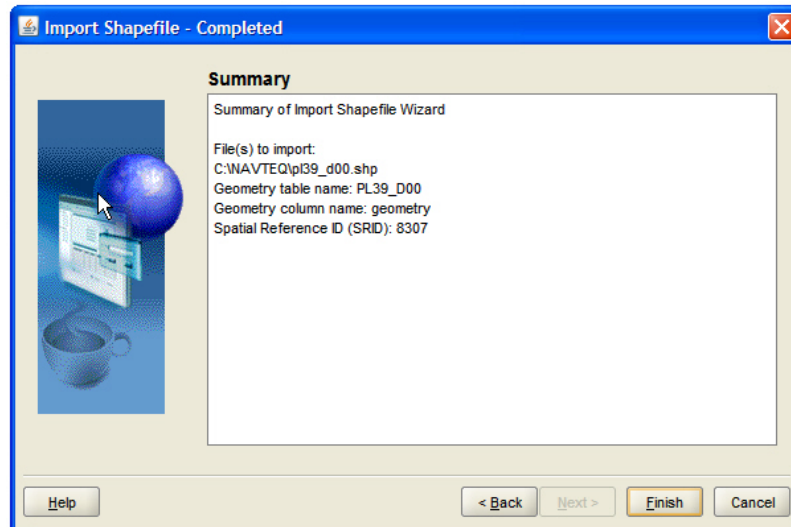 Import Shapefile - Completed
Summary
Summary of Import Shapefile Wizard
File(s) to import:
C:\NAVTEQ\pl39_d00.shp
Geometry table name: PL39_D00
Geometry column name: geometry
Spatial Reference ID (SRID): 8307
Help
< Back
Next >
Finish
Cancel